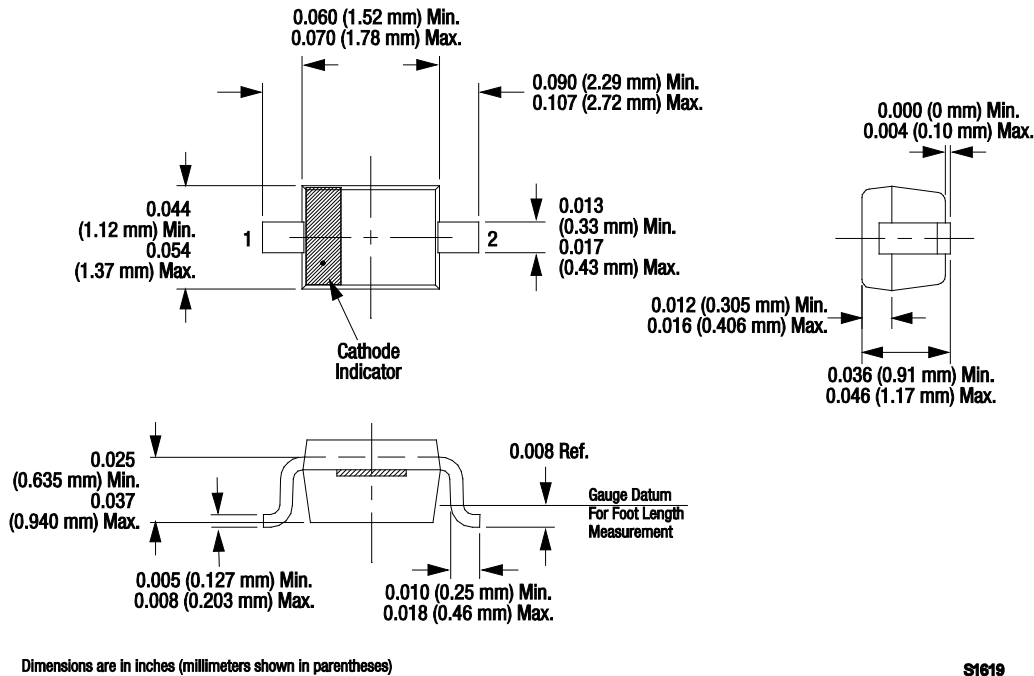 0.060 (1.52 mm) Min.
0.070 (1.78 mm) Max.
0.090 (2.29 mm) Min.
0.107 (2.72 mm) Max.
0.000 (0 mm) Min.
0.004 (0.10 mm) Max.
0.044
(1.12 mm) Min.
0.054
(1.37 mm) Max.
1
2
0.013
(0.33 mm) Min.
0.017
(0.43 mm) Max.
0.012 (0.305 mm) Min.
0.016 (0.406 mm) Max.
Cathode
Indicator
0.036 (0.91 mm) Min.
0.046 (1.17 mm) Max.
0.025
(0.635 mm) Min.
0.037
(0.940 mm) Max.
0.008 Ref.
Gauge Datum
For Foot Length
Measurement
0.005 (0.127 mm) Min.
0.008 (0.203 mm) Max.
0.010 (0.25 mm) Min.
0.018 (0.46 mm) Max.
Dimensions are in inches (millimeters shown in parentheses)
S1619